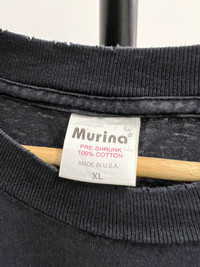 Murina®
PRE-SHRUNK
100% COTTON
MADE IN U.S.A.
XL